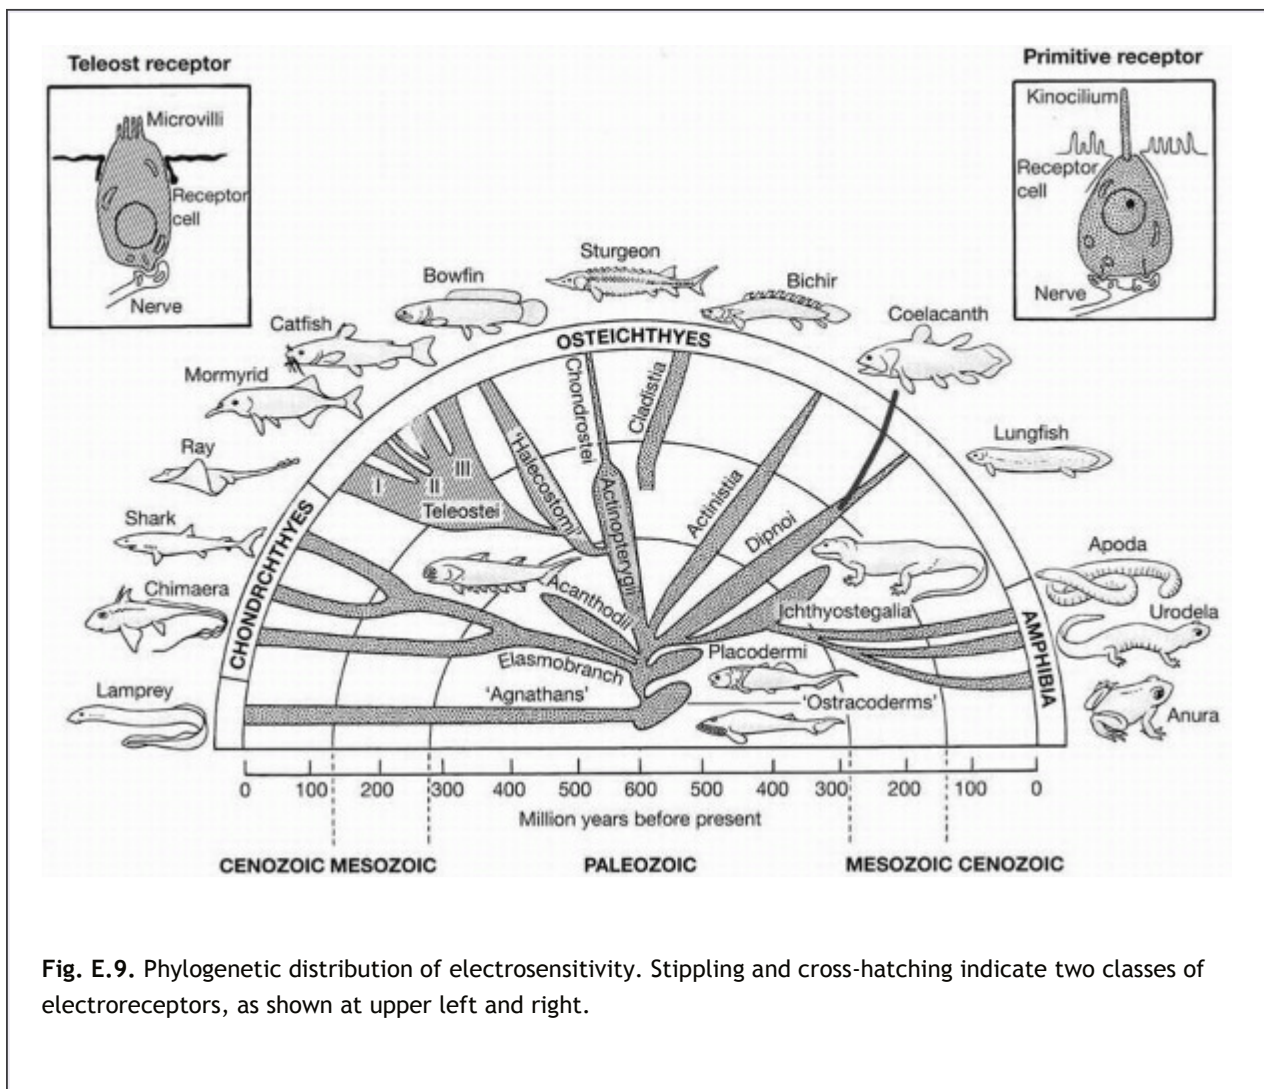 Teleost receptor
Microvilli
Receptor
cell
Nerve
Primitive receptor
Kinocilium
Receptor
cell
Nerve
Sturgeon
Bowfin
Bichir
Catfish
Coelacanth
Mormyrid
Ray
Lungfish
Shark
Chimaera
Lamprey
Apoda
Urodela
Anura
OSTEICHTHYES
CHONDRCHTHYES
AMPHIBIA
I
II
III
Teleostei
'Halecostomi
Chondrostei
Actinopterygii
Cladistia
Actinistia
Dipnoi
Acanthodii
Ichthyostegalia
Elasmobranch
Placodermi
'Agnathans'
'Ostracoderms'
0 100 200 300 400 500 600 500 400 300 200 100 0
Million years before present
CENOZOIC MESOZOIC PALEOZOIC MESOZOIC CENOZOIC
Fig. E.9. Phylogenetic distribution of electrosensitivity. Stippling and cross-hatching indicate two classes of
electroreceptors, as shown at upper left and right.